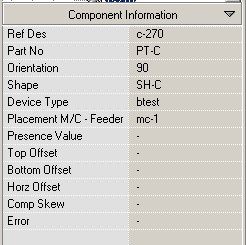 Component Information
Ref Des c-270
Part No PT-C
Orientation 90
Shape SH-C
Device Type btest
Placement M/C - Feeder mc-1
Presence Value -
Top Offset -
Bottom Offset -
Horz Offset -
Comp Skew -
Error -